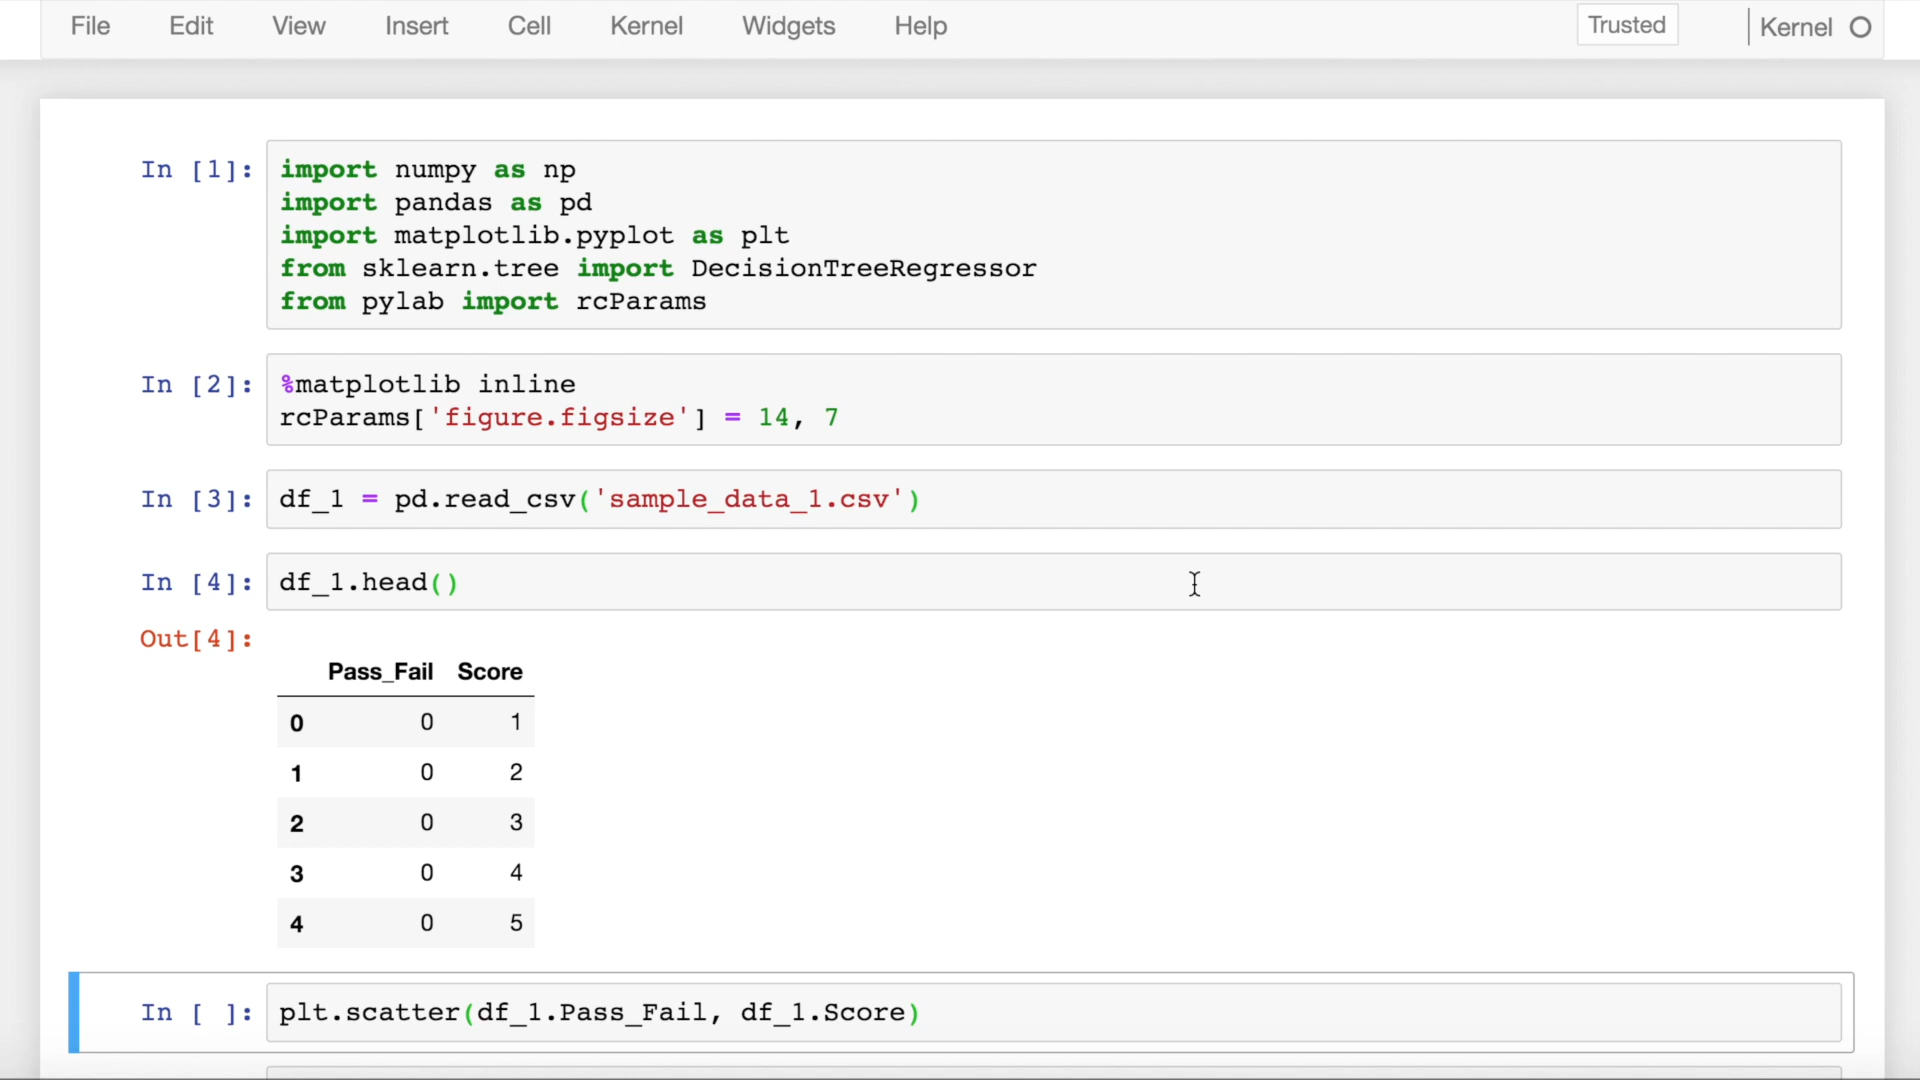 File Edit View Insert Cell Kernel Widgets Help Trusted Kernel
In [1]: import numpy as np
import pandas as pd
import matplotlib.pyplot as plt
from sklearn.tree import DecisionTreeRegressor
from pylab import rcParams
In [2]: %matplotlib inline
rcParams['figure.figsize'] = 14, 7
In [3]: df_1 = pd.read_csv('sample_data_1.csv')
In [4]: df_1.head()
Out[4]:
Pass_Fail Score
0 0 1
1 0 2
2 0 3
3 0 4
4 0 5
In [ ]: plt.scatter(df_1.Pass_Fail, df_1.Score)